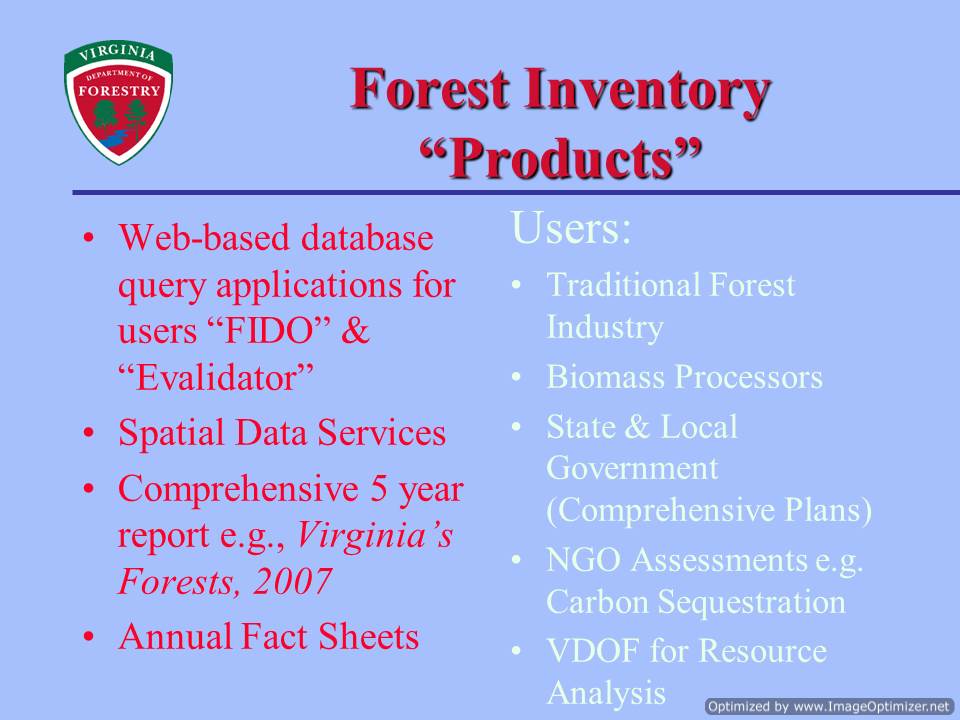 VIRGINIA
DEPARTMENT OF
FORESTRY
Forest Inventory
“Products”
• Web-based database
query applications for
users “FIDO” &
“Evalidator”
• Spatial Data Services
• Comprehensive 5 year
report e.g., Virginia’s
Forests, 2007
• Annual Fact Sheets
Users:
• Traditional Forest
Industry
• Biomass Processors
• State & Local
Government
(Comprehensive Plans)
• NGO Assessments e.g.
Carbon Sequestration
• VDOF for Resource
Analysis
Optimized by www.ImageOptimizer.net